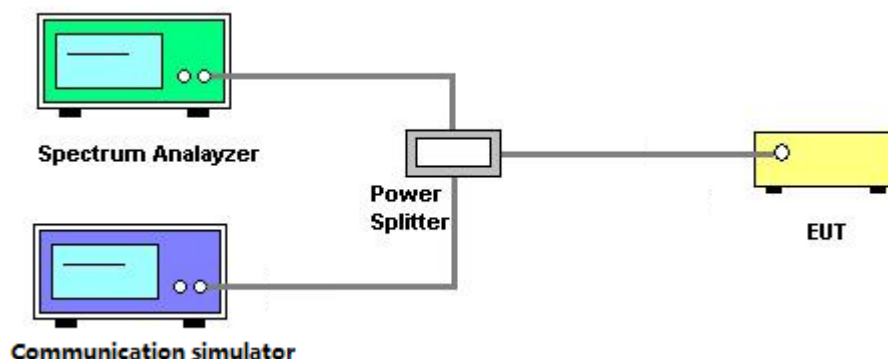 Spectrum Analayzer
Power
Splitter
EUT
Communication simulator